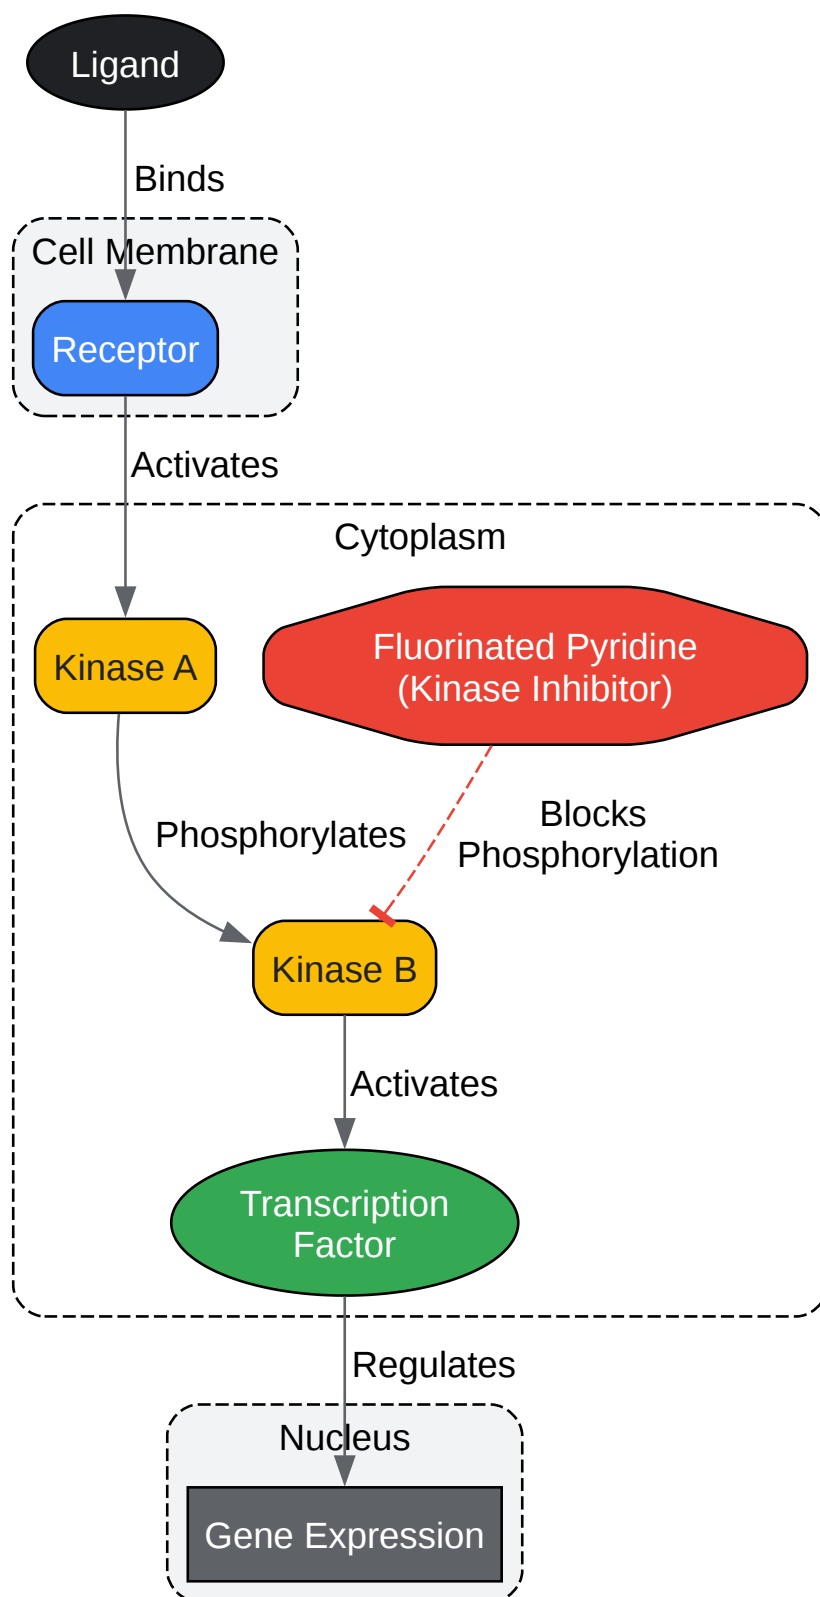 Ligand
Binds
Cell Membrane
Receptor
Activates
Cytoplasm
Kinase A
Fluorinated Pyridine
(Kinase Inhibitor)
Phosphorylates
Blocks
Phosphorylation
Kinase B
Activates
Transcription
Factor
Regulates
Nucleus
Gene Expression